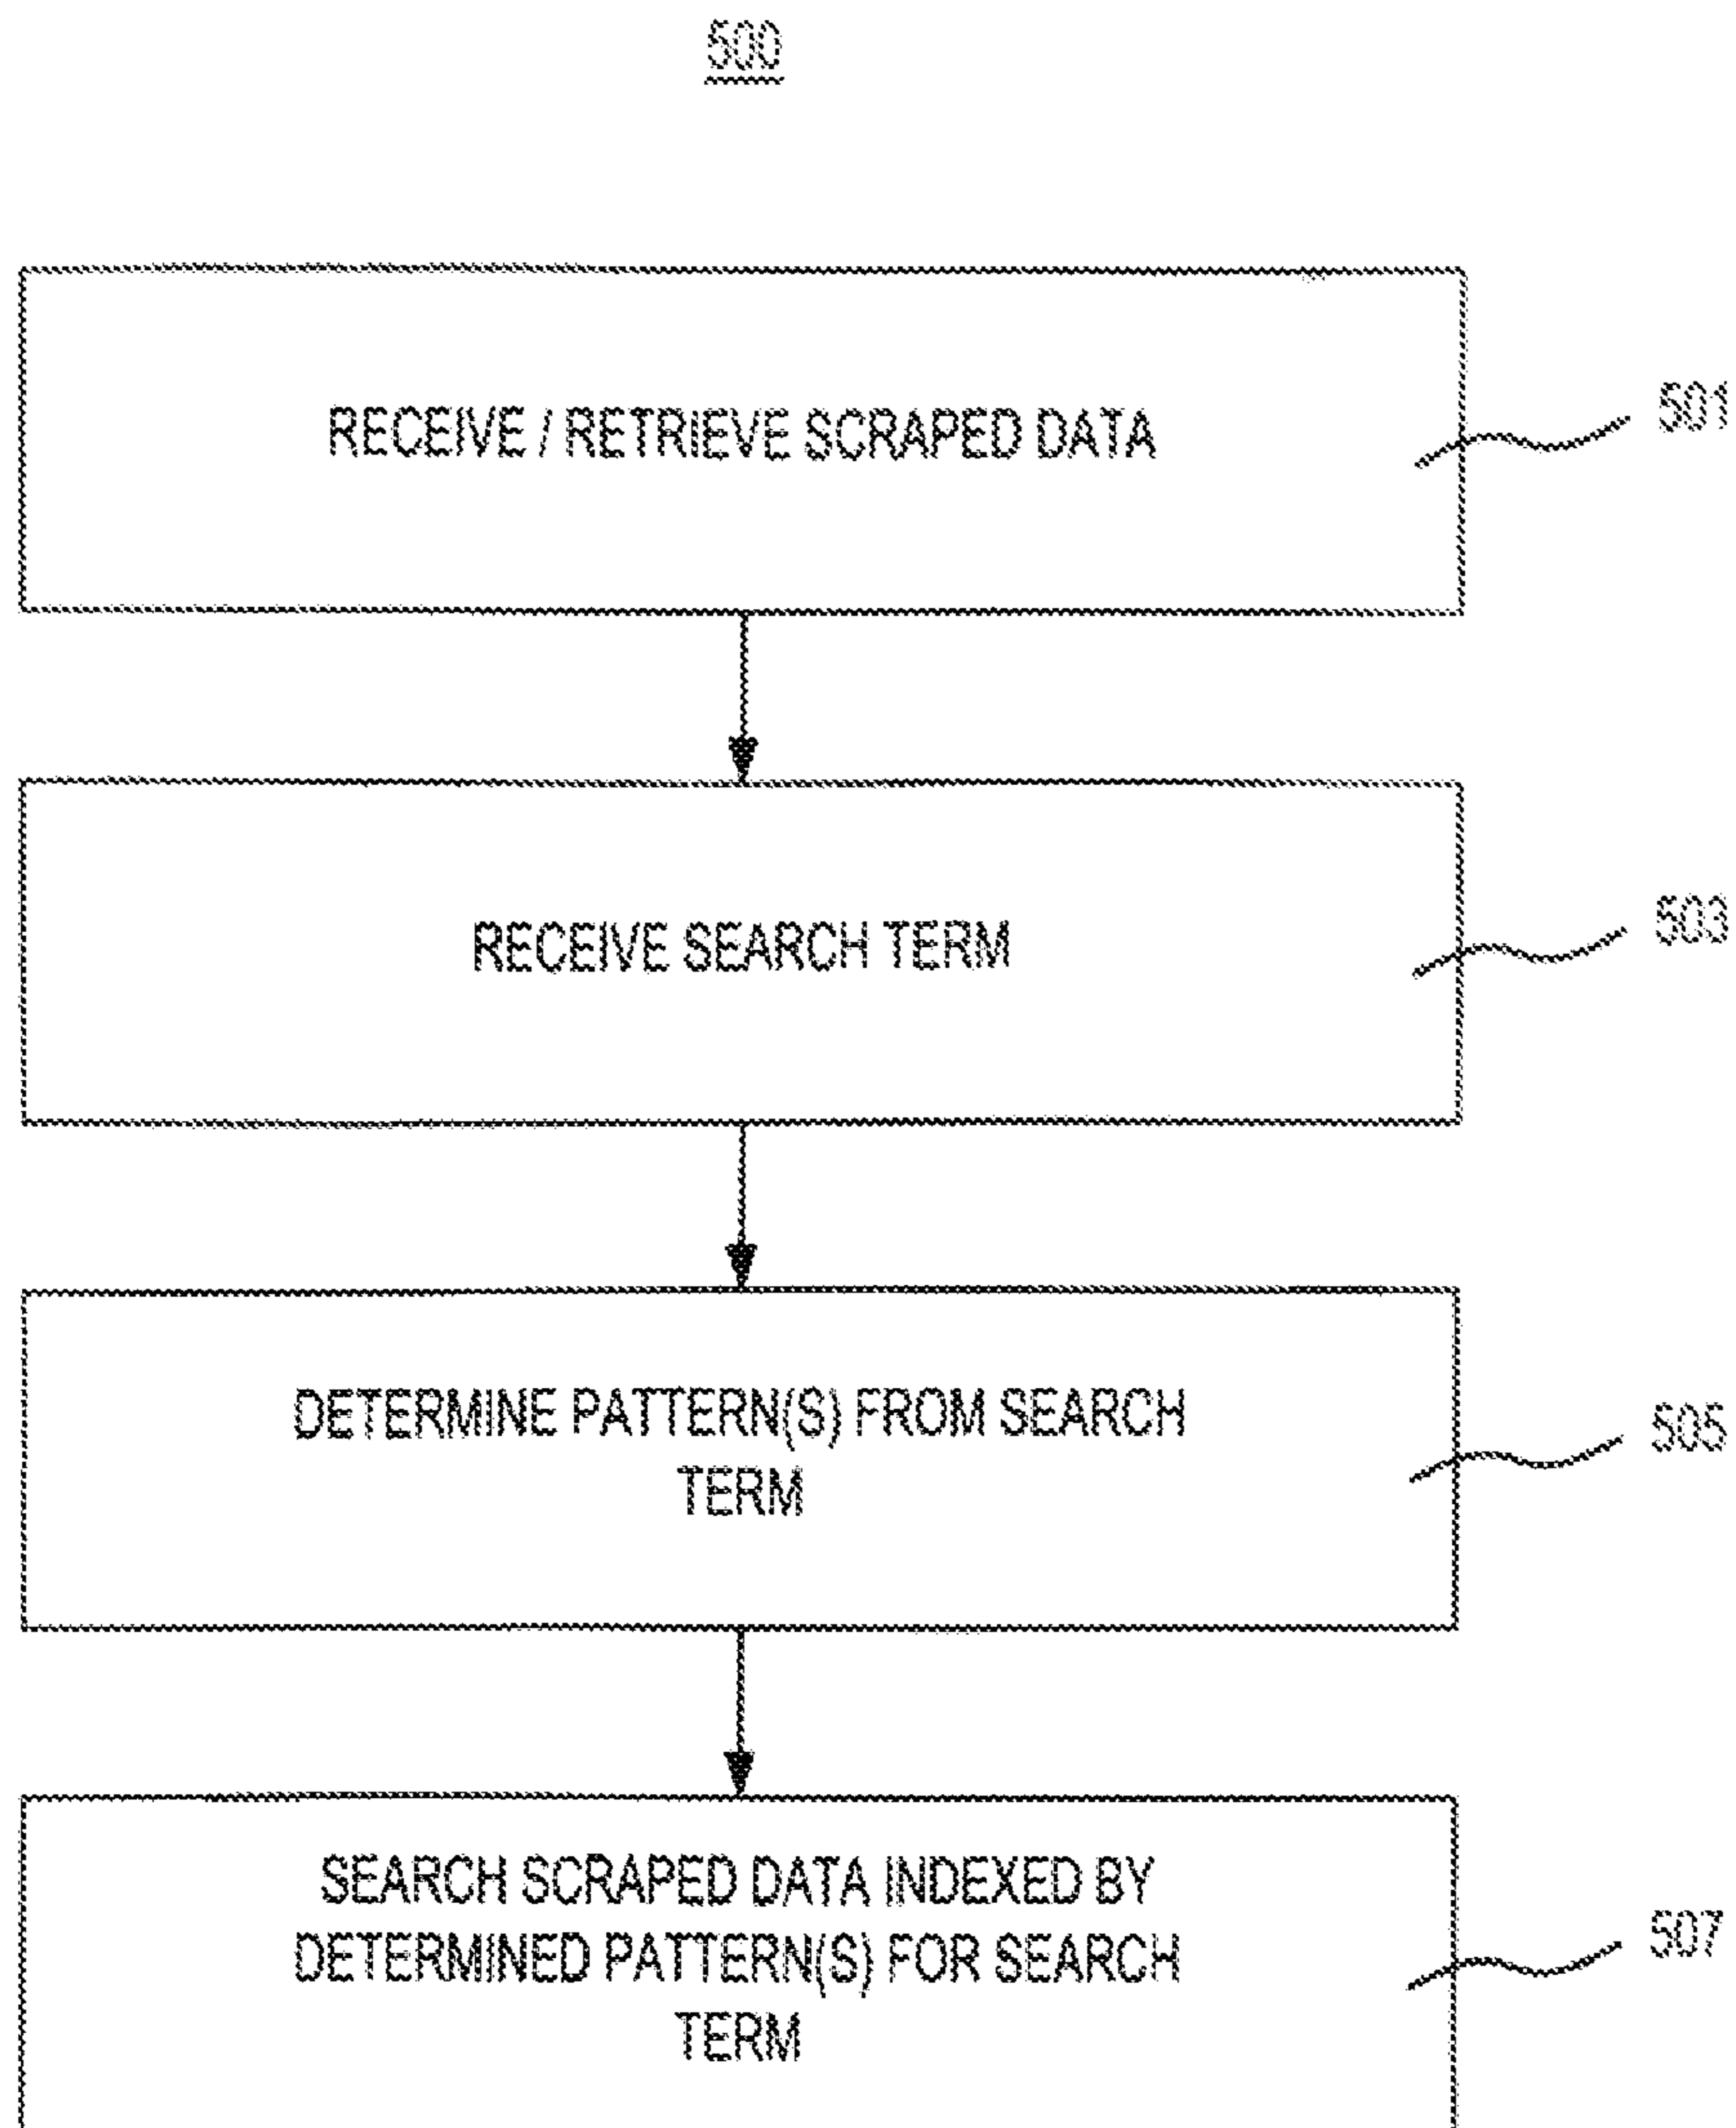 500
RECEIVE / RETRIEVE SCRAPED DATA
501
RECEIVE SEARCH TERM
503
DETERMINE PATTERN(S) FROM SEARCH
TERM
505
SEARCH SCRAPED DATA INDEXED BY
DETERMINED PATTERN(S) FOR SEARCH
TERM
507